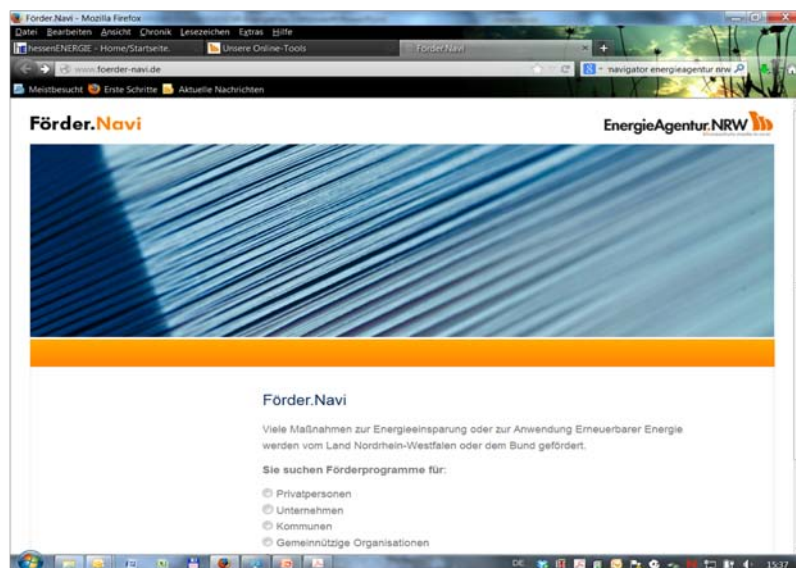 Förder.Navi - Mozilla Firefox
Datei Bearbeiten Ansicht Chronik Lesezeichen Extras Hilfe
hessenENERGIE - Home/Startseite. Unsere Online-Tools Förder.Navi
www.foerder-navi.de navigator energieagentur nrw
Meistbesucht Erste Schritte Aktuelle Nachrichten
Förder.Navi
EnergieAgentur.NRW
Förder.Navi
Viele Maßnahmen zur Energieeinsparung oder zur Anwendung Erneuerbarer Energie
werden vom Land Nordrhein-Westfalen oder dem Bund gefördert.
Sie suchen Förderprogramme für:
Privatpersonen
Unternehmen
Kommunen
Gemeinnützige Organisationen
DE 15:37